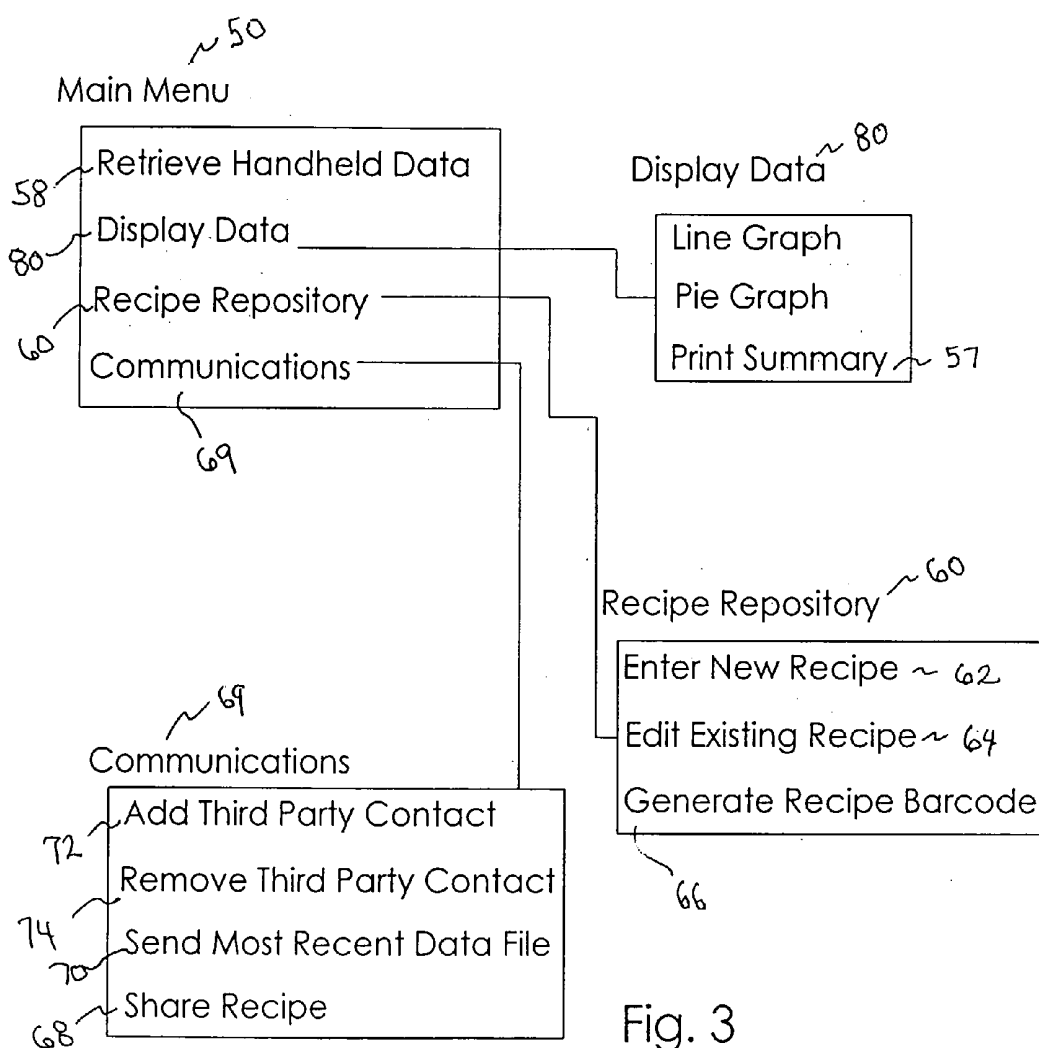 ~ 50
Main Menu
58 Retrieve Handheld Data
80 Display Data
60 Recipe Repository
Communications
69
Display Data ~ 80
Line Graph
Pie Graph
Print Summary ~ 57
Recipe Repository ~ 60
Enter New Recipe ~ 62
Edit Existing Recipe ~ 64
Generate Recipe Barcode
66
~ 69
Communications
72 Add Third Party Contact
74 Remove Third Party Contact
70 Send Most Recent Data File
68 Share Recipe
Fig. 3